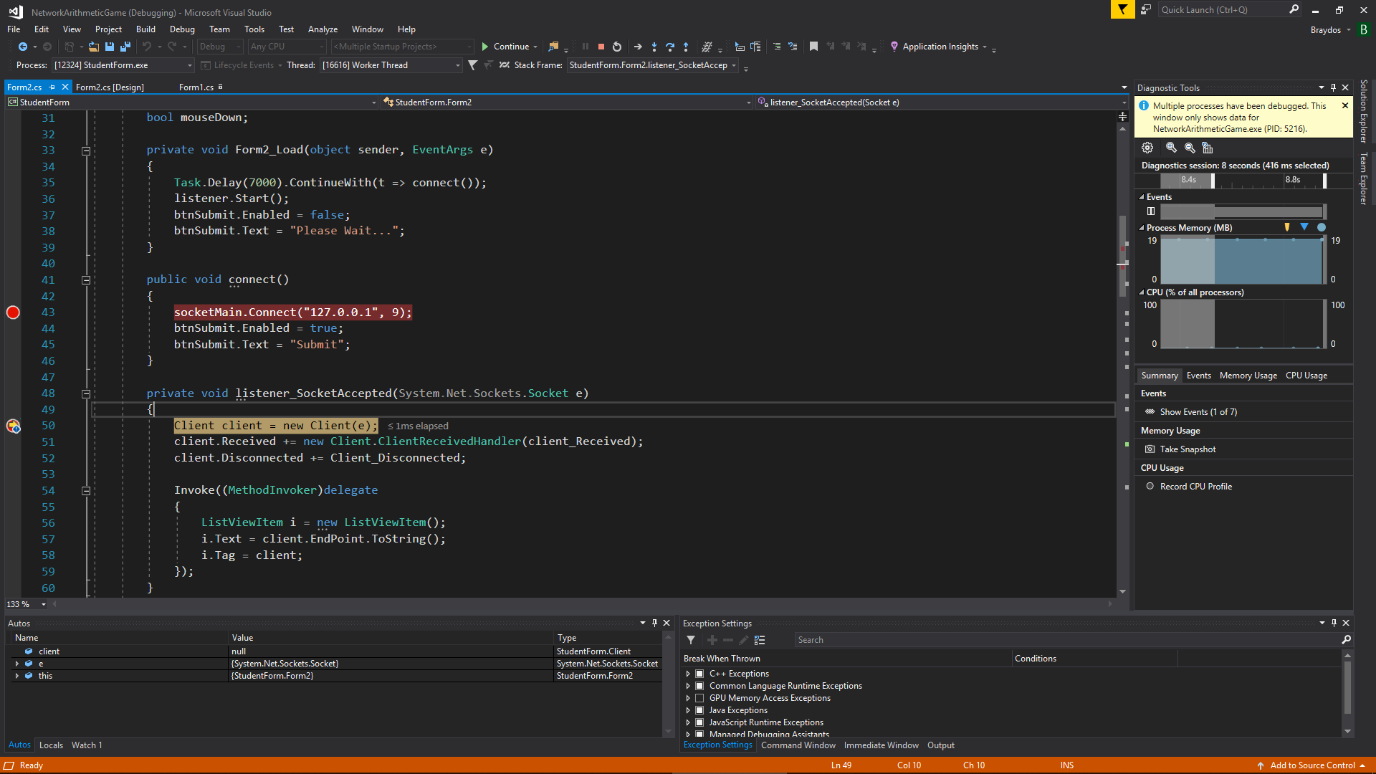 NetworkArithmeticGame (Debugging) - Microsoft Visual Studio
Quick Launch (Ctrl+Q)
File Edit View Project Build Debug Team Tools Test Analyze Window Help
Braydos B
Debug Any CPU <Multiple Startup Projects> Continue Application Insights
Process: [12324] StudentForm.exe Lifecycle Events Thread: [16616] Worker Thread Stack Frame: StudentForm.Form2.listener_SocketAccep
Form2.cs Form2.cs [Design] Form1.cs
StudentForm StudentForm.Form2 listener_SocketAccepted(Socket e)
31 bool mouseDown;
32
33 private void Form2_Load(object sender, EventArgs e)
34 {
35 Task.Delay(7000).ContinueWith(t => connect());
36 listener.Start();
37 btnSubmit.Enabled = false;
38 btnSubmit.Text = "Please Wait...";
39 }
40
41 public void connect()
42 {
43 socketMain.Connect("127.0.0.1", 9);
44 btnSubmit.Enabled = true;
45 btnSubmit.Text = "Submit";
46 }
47
48 private void listener_SocketAccepted(System.Net.Sockets.Socket e)
49 {
50 Client client = new Client(e); ≤ 1ms elapsed
51 client.Received += new Client.ClientReceivedHandler(client_Received);
52 client.Disconnected += Client_Disconnected;
53
54 Invoke((MethodInvoker)delegate
55 {
56 ListViewItem i = new ListViewItem();
57 i.Text = client.EndPoint.ToString();
58 i.Tag = client;
59 });
60 }
133 %
Diagnostic Tools
Multiple processes have been debugged. This
window only shows data for
NetworkArithmeticGame.exe (PID: 5216).
Diagnostics session: 8 seconds (416 ms selected)
8.4s 8.8s
Events
Process Memory (MB)
19 19
0 0
CPU (% of all processors)
100 100
0 0
Summary Events Memory Usage CPU Usage
Events
Show Events (1 of 7)
Memory Usage
Take Snapshot
CPU Usage
Record CPU Profile
Solution Explorer
Team Explorer
Autos
Name Value Type
client null StudentForm.Client
e {System.Net.Sockets.Socket} System.Net.Sockets.Socket
this {StudentForm.Form2} StudentForm.Form2
Autos Locals Watch 1
Exception Settings
Search
Break When Thrown Conditions
C++ Exceptions
Common Language Runtime Exceptions
GPU Memory Access Exceptions
Java Exceptions
JavaScript Runtime Exceptions
Managed Debugging Assistants
Exception Settings Command Window Immediate Window Output
Ready Ln 49 Col 10 Ch 10 INS Add to Source Control